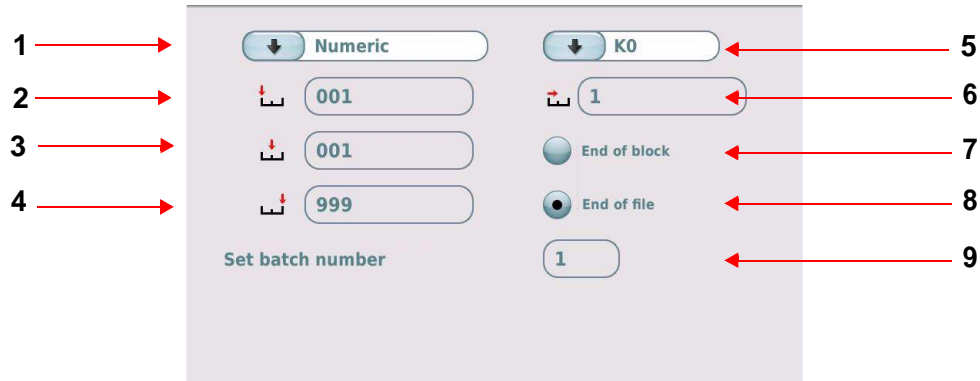 1 Numeric K0 5
2 001 1 6
3 001 End of block 7
4 999 End of file 8
Set batch number 1 9